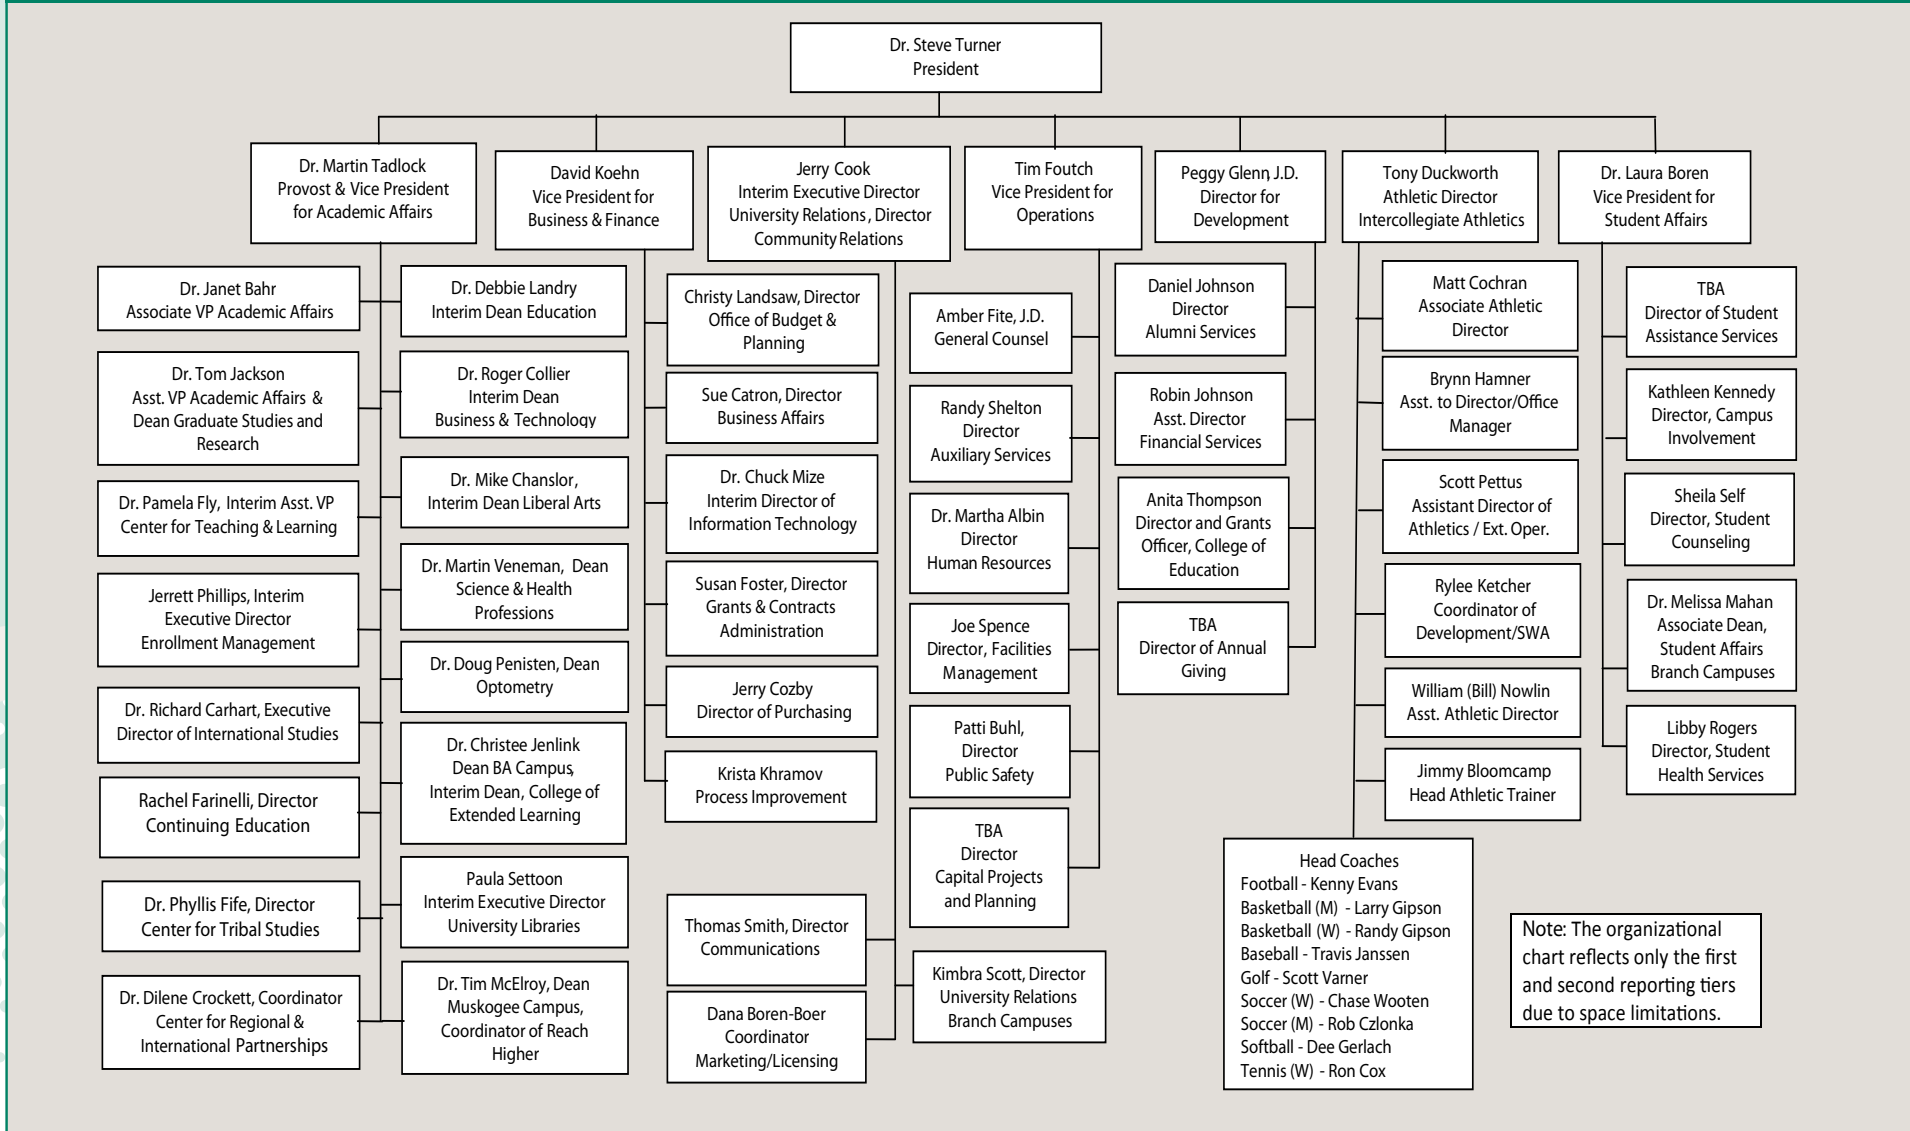 Dr. Steve Turner
President
Dr. Martin Tadlock
Provost & Vice President
for Academic Affairs
David Koehn
Vice President for
Business & Finance
Jerry Cook
Interim Executive Director
University Relations, Director
Community Relations
Tim Foutch
Vice President for
Operations
Peggy Glenn, J.D.
Director for
Development
Tony Duckworth
Athletic Director
Intercollegiate Athletics
Dr. Laura Boren
Vice President for
Student Affairs
Dr. Janet Bahr
Associate VP Academic Affairs
Dr. Tom Jackson
Asst. VP Academic Affairs &
Dean Graduate Studies and
Research
Dr. Pamela Fly, Interim Asst. VP
Center for Teaching & Learning
Jerrett Phillips, Interim
Executive Director
Enrollment Management
Dr. Richard Carhart, Executive
Director of International Studies
Rachel Farinelli, Director
Continuing Education
Dr. Phyllis Fife, Director
Center for Tribal Studies
Dr. Dilene Crockett, Coordinator
Center for Regional &
International Partnerships
Dr. Debbie Landry
Interim Dean Education
Dr. Roger Collier
Interim Dean
Business & Technology
Dr. Mike Chanslor,
Interim Dean Liberal Arts
Dr. Martin Veneman, Dean
Science & Health
Professions
Dr. Doug Penisten, Dean
Optometry
Dr. Christee Jenlink
Dean BA Campus,
Interim Dean, College of
Extended Learning
Paula Settoon
Interim Executive Director
University Libraries
Dr. Tim McElroy, Dean
Muskogee Campus,
Coordinator of Reach
Higher
Christy Landsaw, Director
Office of Budget &
Planning
Sue Catron, Director
Business Affairs
Dr. Chuck Mize
Interim Director of
Information Technology
Susan Foster, Director
Grants & Contracts
Administration
Jerry Cozby
Director of Purchasing
Krista Khramov
Process Improvement
Thomas Smith, Director
Communications
Dana Boren-Boer
Coordinator
Marketing/Licensing
Kimbra Scott, Director
University Relations
Branch Campuses
Amber Fite, J.D.
General Counsel
Randy Shelton
Director
Auxiliary Services
Dr. Martha Albin
Director
Human Resources
Joe Spence
Director, Facilities
Management
Patti Buhl,
Director
Public Safety
TBA
Director
Capital Projects
and Planning
Daniel Johnson
Director
Alumni Services
Robin Johnson
Asst. Director
Financial Services
Anita Thompson
Director and Grants
Officer, College of
Education
TBA
Director of Annual
Giving
Matt Cochran
Associate Athletic
Director
Brynn Hamner
Asst. to Director/Office
Manager
Scott Pettus
Assistant Director of
Athletics / Ext. Oper.
Rylee Ketcher
Coordinator of
Development/SWA
William (Bill) Nowlin
Asst. Athletic Director
Jimmy Bloomcamp
Head Athletic Trainer
Head Coaches
Football - Kenny Evans
Basketball (M) - Larry Gipson
Basketball (W) - Randy Gipson
Baseball - Travis Janssen
Golf - Scott Varner
Soccer (W) - Chase Wooten
Soccer (M) - Rob Czlonka
Softball - Dee Gerlach
Tennis (W) - Ron Cox
TBA
Director of Student
Assistance Services
Kathleen Kennedy
Director, Campus
Involvement
Sheila Self
Director, Student
Counseling
Dr. Melissa Mahan
Associate Dean,
Student Affairs
Branch Campuses
Libby Rogers
Director, Student
Health Services
Note: The organizational
chart reflects only the first
and second reporting tiers
due to space limitations.